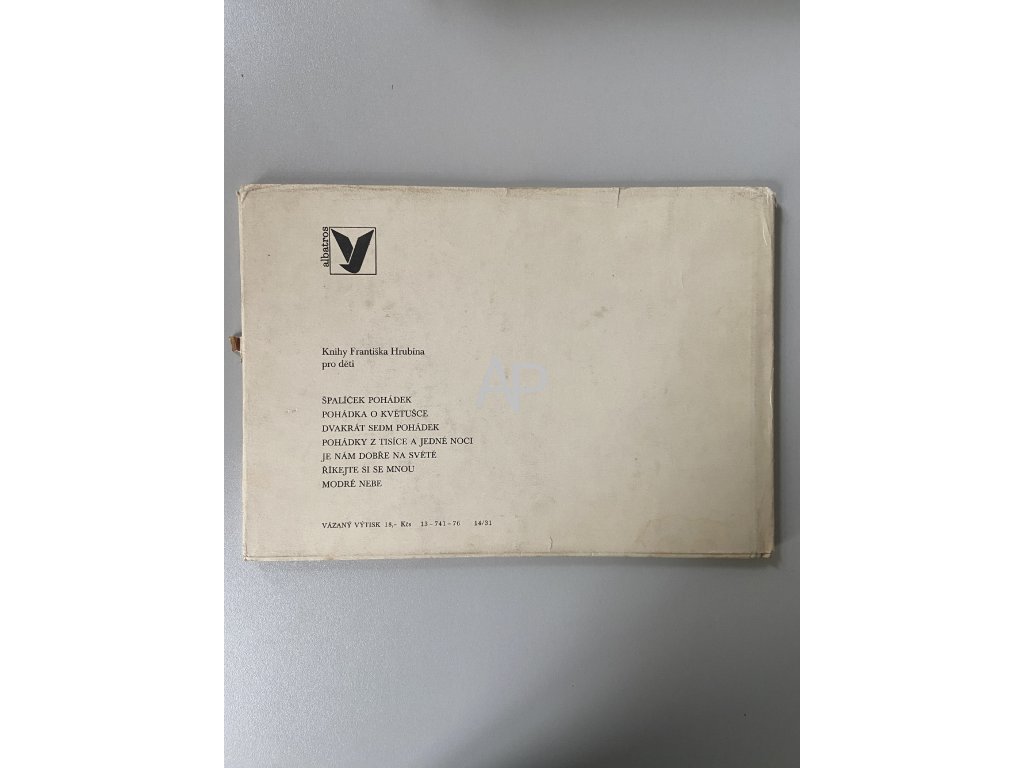 albatros
Knihy Františka Hrubína
pro děti
ŠPALÍČEK POHÁDEK
POHÁDKA O KVĚTUŠCE
DVAKRÁT SEDM POHÁDEK
POHÁDKY Z TISÍCE A JEDNÉ NOCI
JE NÁM DOBŘE NA SVĚTĚ
ŘÍKEJTE SI SE MNOU
MODRÉ NEBE
VÁZANÝ VÝTISK 18,- Kčs 13-741-76 14/31
AP